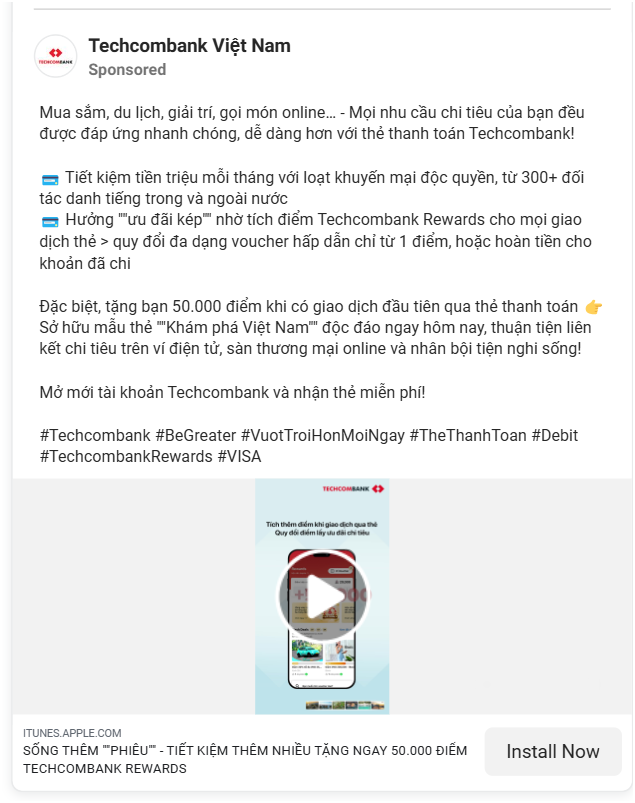 Techcombank Việt Nam
Sponsored
TECHCOMBANK
Mua sắm, du lịch, giải trí, gọi món online… - Mọi nhu cầu chi tiêu của bạn đều
được đáp ứng nhanh chóng, dễ dàng hơn với thẻ thanh toán Techcombank!
Tiết kiệm tiền triệu mỗi tháng với loạt khuyến mại độc quyền, từ 300+ đối
tác danh tiếng trong và ngoài nước
Hưởng ""ưu đãi kép"" nhờ tích điểm Techcombank Rewards cho mọi giao
dịch thẻ > quy đổi đa dạng voucher hấp dẫn chỉ từ 1 điểm, hoặc hoàn tiền cho
khoản đã chi
Đặc biệt, tặng bạn 50.000 điểm khi có giao dịch đầu tiên qua thẻ thanh toán 👉
Sở hữu mẫu thẻ ""Khám phá Việt Nam"" độc đáo ngay hôm nay, thuận tiện liên
kết chi tiêu trên ví điện tử, sàn thương mại online và nhân bội tiện nghi sống!
Mở mới tài khoản Techcombank và nhận thẻ miễn phí!
#Techcombank #BeGreater #VuotTroiHonMoiNgay #TheThanhToan #Debit
#TechcombankRewards #VISA
TECHCOMBANK
Tích thêm điểm khi giao dịch qua thẻ
Quy đổi điểm lấy ưu đãi chi tiêu
ITUNES.APPLE.COM
SỐNG THÊM ""PHIÊU"" - TIẾT KIỆM THÊM NHIỀU TẶNG NGAY 50.000 ĐIỂM
TECHCOMBANK REWARDS
Install Now